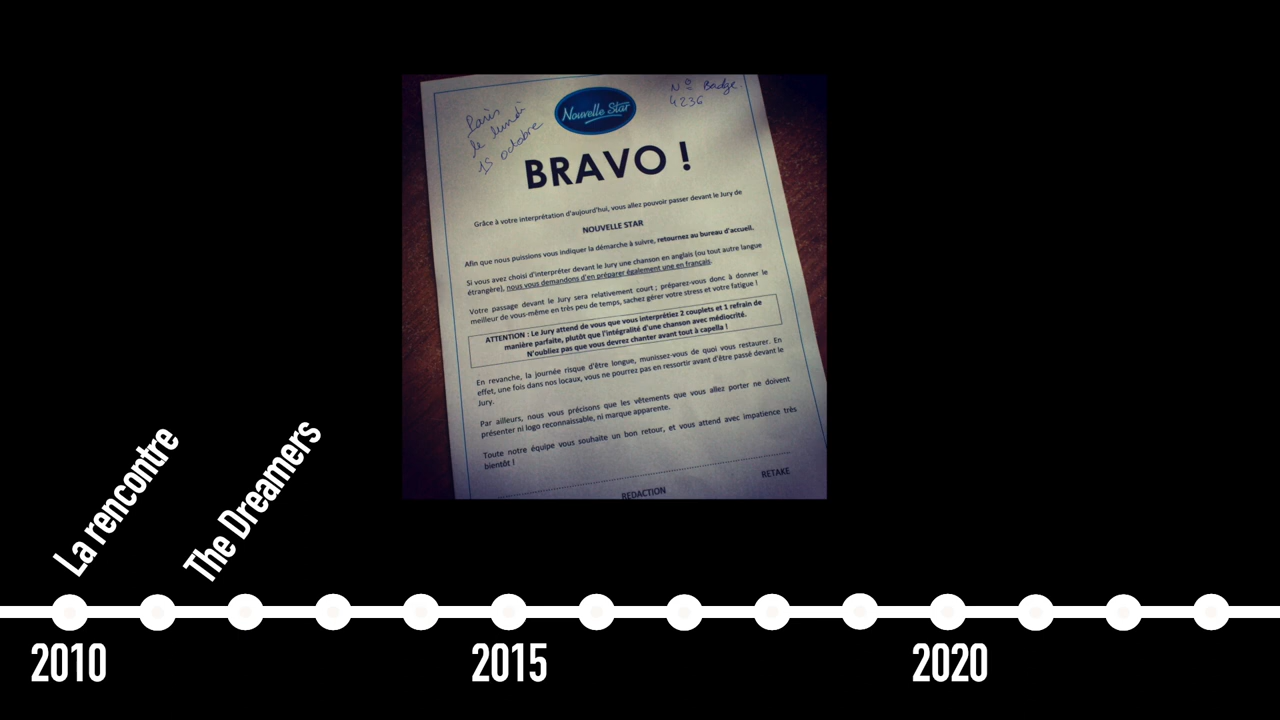 Paris
le lundi
15 octobre
Nouvelle Star
N° Badge.
4236
BRAVO !
Grâce à votre interprétation d'aujourd'hui, vous allez pouvoir passer devant le Jury de
NOUVELLE STAR
Afin que nous puissions vous indiquer la démarche à suivre, retournez au bureau d'accueil.
Si vous avez choisi d'interpréter devant le Jury une chanson en anglais (ou tout autre langue
étrangère), nous vous demandons d'en préparer également une en français.
Votre passage devant le Jury sera relativement court ; préparez-vous donc à donner le
meilleur de vous-même en très peu de temps, sachez gérer votre stress et votre fatigue !
ATTENTION : Le Jury attend de vous que vous interprétiez 2 couplets et 1 refrain de
manière parfaite, plutôt que l'intégralité d'une chanson avec médiocrité.
N'oubliez pas que vous devrez chanter avant tout à capella !
En revanche, la journée risque d'être longue, munissez-vous de quoi vous restaurer. En
effet, une fois dans nos locaux, vous ne pourrez pas en ressortir avant d'être passé devant le
Jury.
Par ailleurs, nous vous précisons que les vêtements que vous allez porter ne doivent
présenter ni logo reconnaissable, ni marque apparente.
Toute notre équipe vous souhaite un bon retour, et vous attend avec impatience très
bientôt !
REDACTION
RETAKE
La rencontre
The Dreamers
2010
2015
2020